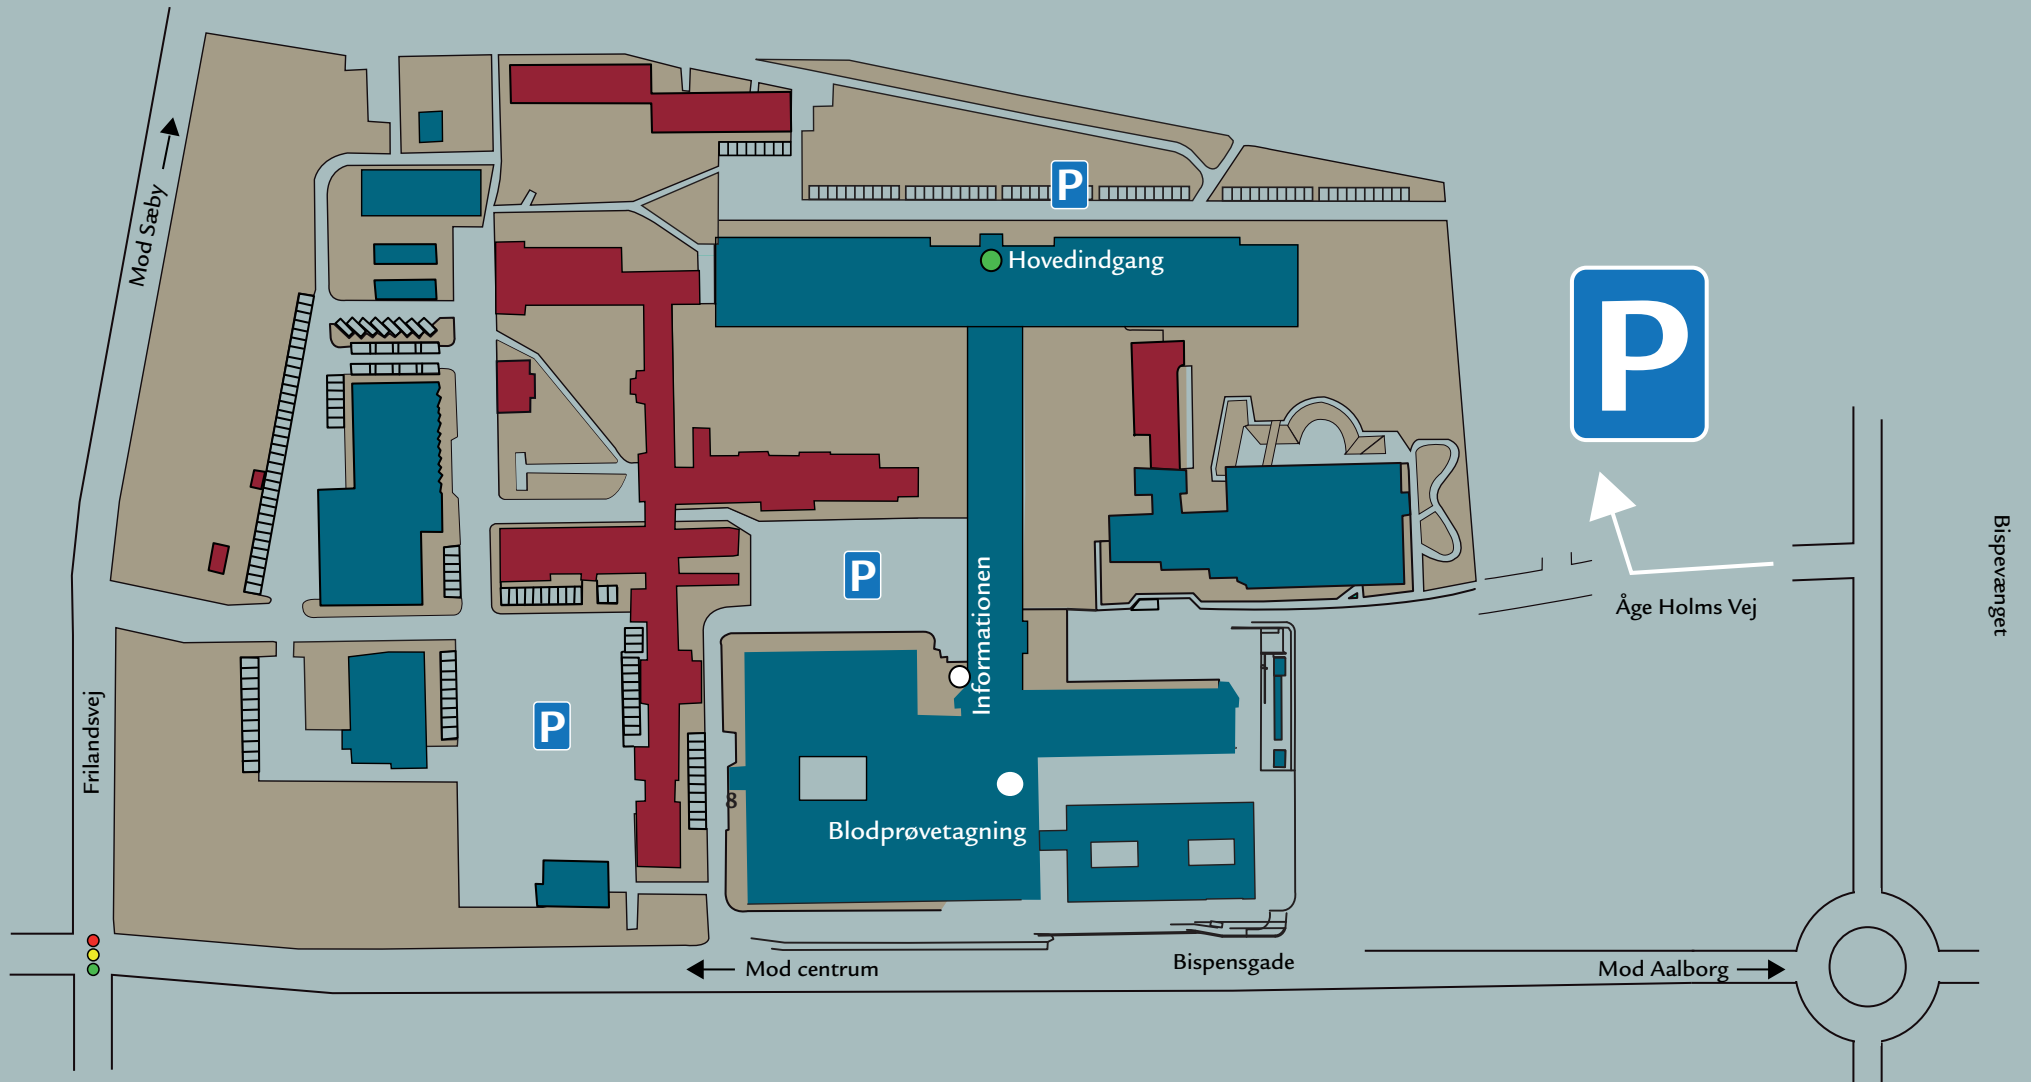 P
Hovedindgang
Mod Sæby
P
Bispevænget
P
Informationen
Åge Holms Vej
P
Frilandsvej
8
Blodprøvetagning
Bispensgade
Mod centrum
Mod Aalborg